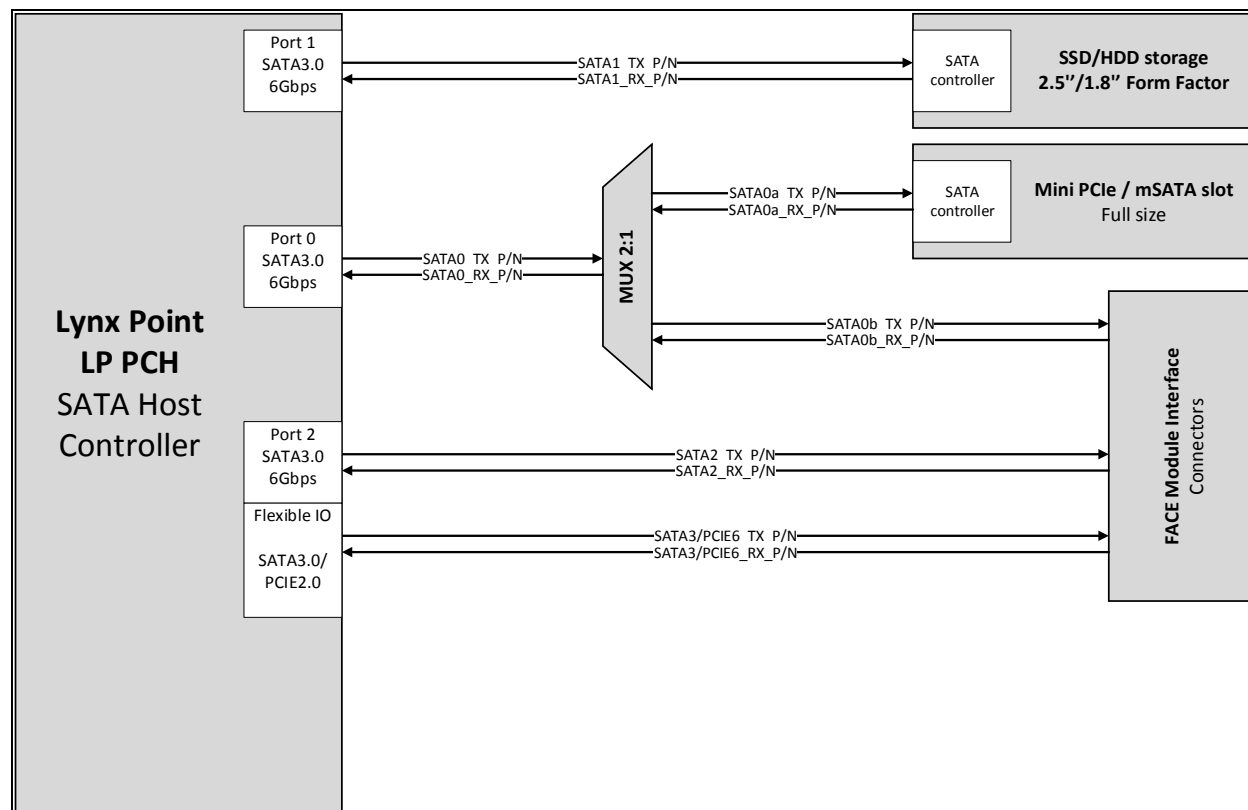 Port 1
SATA3.0
6Gbps
SATA1 TX P/N
SATA1_RX_P/N
SATA
controller
SSD/HDD storage
2.5"/1.8" Form Factor
Port 0
SATA3.0
6Gbps
SATA0 TX P/N
SATA0_RX_P/N
MUX 2:1
SATA0a TX P/N
SATA0a_RX_P/N
SATA
controller
Mini PCIe / mSATA slot
Full size
SATA0b TX P/N
SATA0b_RX_P/N
Lynx Point
LP PCH
SATA Host
Controller
Port 2
SATA3.0
6Gbps
SATA2 TX P/N
SATA2_RX_P/N
Flexible IO
SATA3.0/
PCIE2.0
SATA3/PCIE6 TX P/N
SATA3/PCIE6_RX_P/N
FACE Module Interface
Connectors